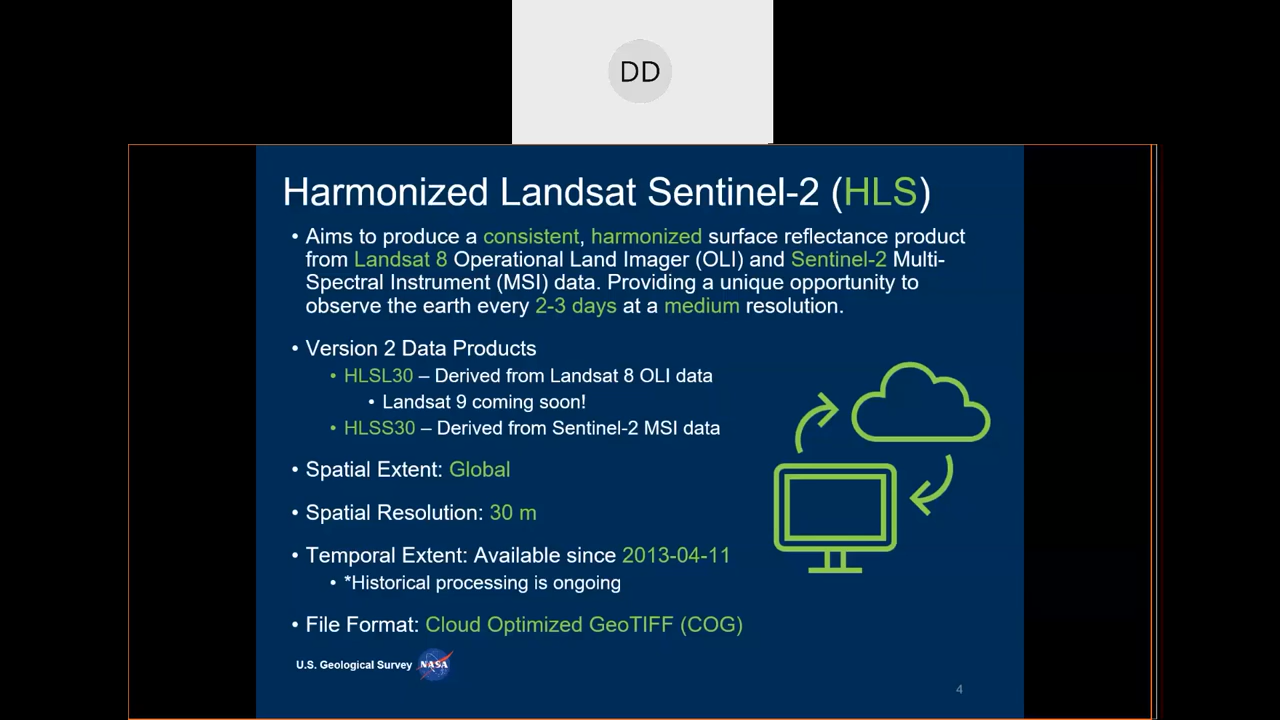 DD
Harmonized Landsat Sentinel-2 (HLS)
• Aims to produce a consistent, harmonized surface reflectance product
from Landsat 8 Operational Land Imager (OLI) and Sentinel-2 Multi-
Spectral Instrument (MSI) data. Providing a unique opportunity to
observe the earth every 2-3 days at a medium resolution.
• Version 2 Data Products
• HLSL30 – Derived from Landsat 8 OLI data
• Landsat 9 coming soon!
• HLSS30 – Derived from Sentinel-2 MSI data
• Spatial Extent: Global
• Spatial Resolution: 30 m
• Temporal Extent: Available since 2013-04-11
• *Historical processing is ongoing
• File Format: Cloud Optimized GeoTIFF (COG)
U.S. Geological Survey NASA
4